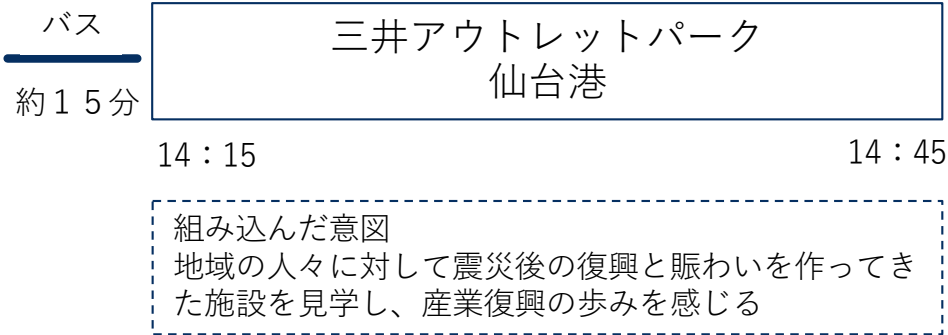 バス
約１５分
三井アウトレットパーク
仙台港
14：15
14：45
組み込んだ意図
地域の人々に対して震災後の復興と賑わいを作ってき
た施設を見学し、産業復興の歩みを感じる